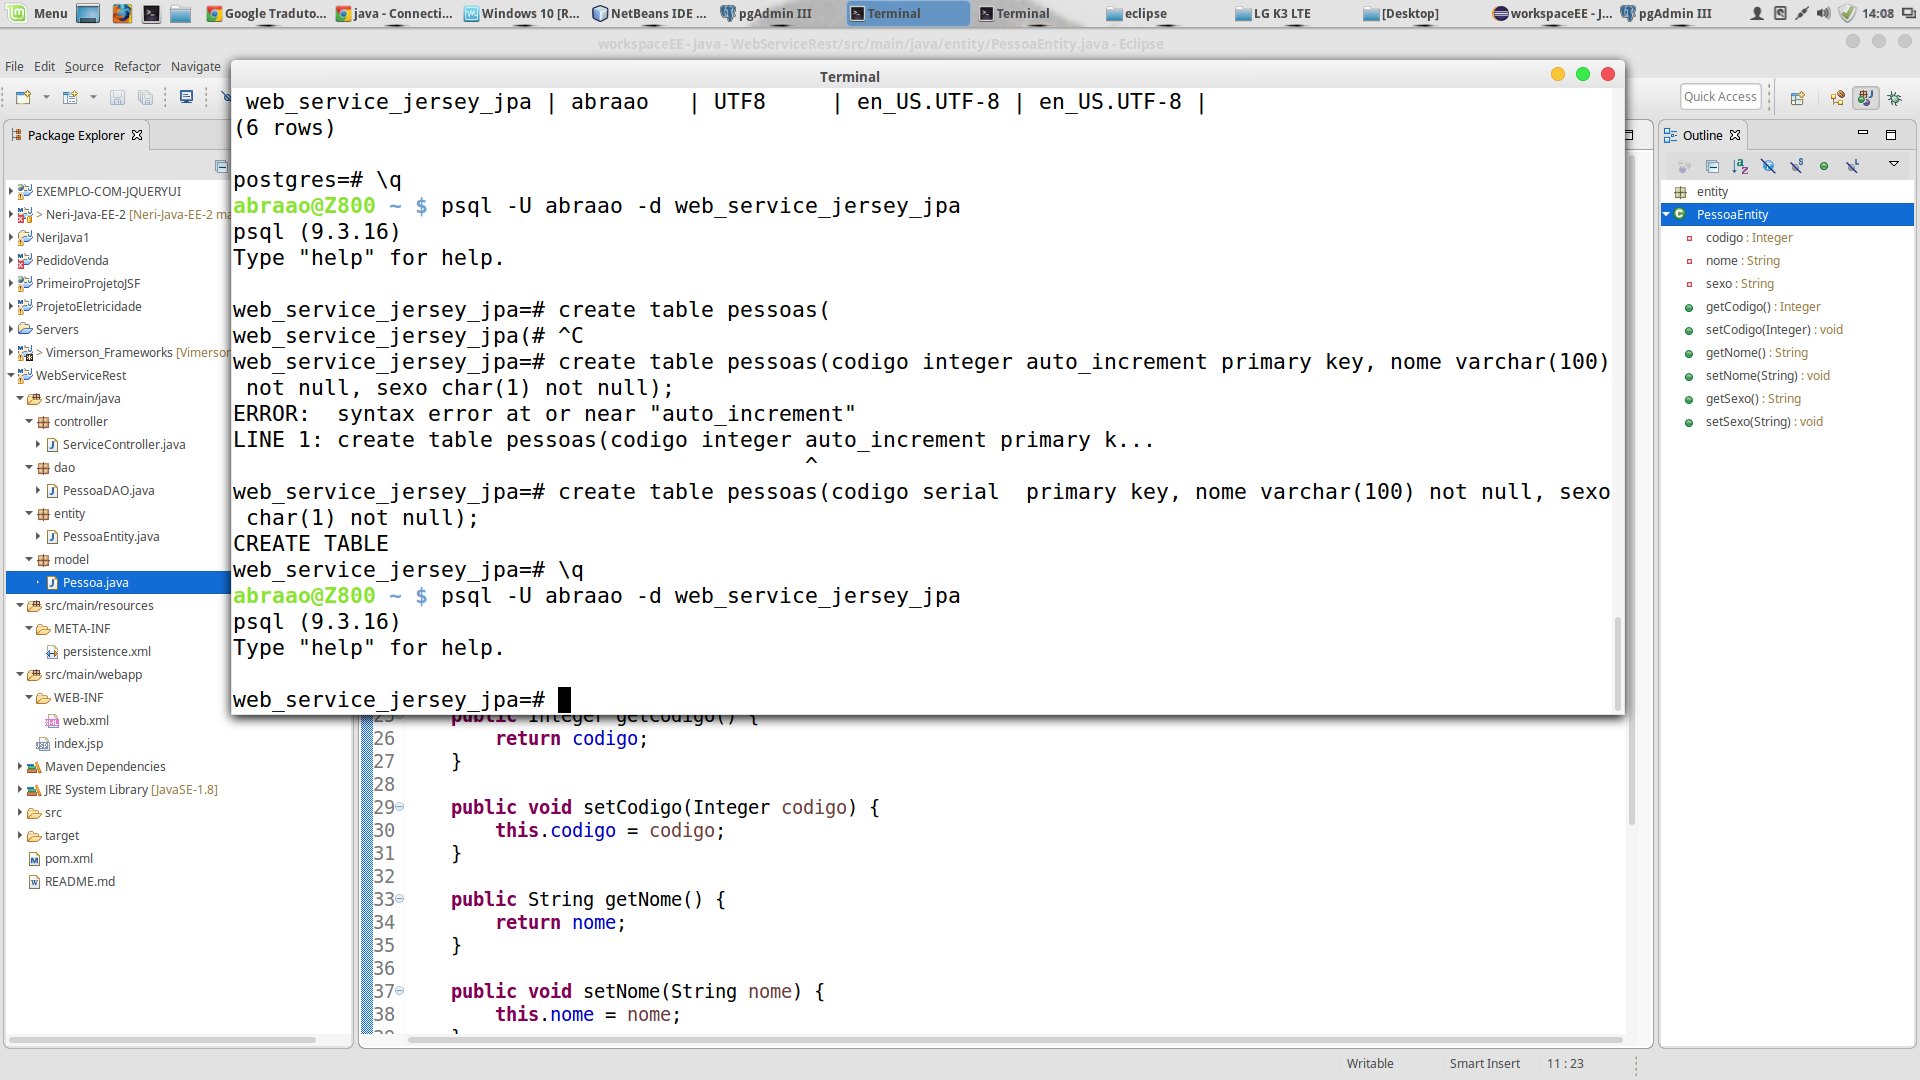 Menu Google Traduto... java - Connecti... Windows 10 [R... NetBeans IDE ... pgAdmin III Terminal Terminal eclipse LG K3 LTE [Desktop] workspaceEE - J... pgAdmin III 14:08
workspaceEE - Java - WebServiceRest/src/main/java/entity/PessoaEntity.java - Eclipse
File Edit Source Refactor Navigate
Quick Access
Terminal
web_service_jersey_jpa | abraao   | UTF8     | en_US.UTF-8 | en_US.UTF-8 |
(6 rows)
postgres=# \q
abraao@Z800 ~ $ psql -U abraao -d web_service_jersey_jpa
psql (9.3.16)
Type "help" for help.
web_service_jersey_jpa=# create table pessoas(
web_service_jersey_jpa(# ^C
web_service_jersey_jpa=# create table pessoas(codigo integer auto_increment primary key, nome varchar(100)
not null, sexo char(1) not null);
ERROR:  syntax error at or near "auto_increment"
LINE 1: create table pessoas(codigo integer auto_increment primary k...
^
web_service_jersey_jpa=# create table pessoas(codigo serial  primary key, nome varchar(100) not null, sexo
char(1) not null);
CREATE TABLE
web_service_jersey_jpa=# \q
abraao@Z800 ~ $ psql -U abraao -d web_service_jersey_jpa
psql (9.3.16)
Type "help" for help.
web_service_jersey_jpa=#
Package Explorer
EXEMPLO-COM-JQUERYUI
> Neri-Java-EE-2 [Neri-Java-EE-2 ma
NeriJava1
PedidoVenda
PrimeiroProjetoJSF
ProjetoEletricidade
Servers
> Vimerson_Frameworks [Vimerson
WebServiceRest
src/main/java
controller
ServiceController.java
dao
PessoaDAO.java
entity
PessoaEntity.java
model
Pessoa.java
src/main/resources
META-INF
persistence.xml
src/main/webapp
WEB-INF
web.xml
index.jsp
Maven Dependencies
JRE System Library [JavaSE-1.8]
src
target
pom.xml
README.md
25 public Integer getCodigo() {
26 return codigo;
27 }
28
29 public void setCodigo(Integer codigo) {
30 this.codigo = codigo;
31 }
32
33 public String getNome() {
34 return nome;
35 }
36
37 public void setNome(String nome) {
38 this.nome = nome;
39 }
Outline
entity
PessoaEntity
codigo : Integer
nome : String
sexo : String
getCodigo() : Integer
setCodigo(Integer) : void
getNome() : String
setNome(String) : void
getSexo() : String
setSexo(String) : void
Writable Smart Insert 11 : 23